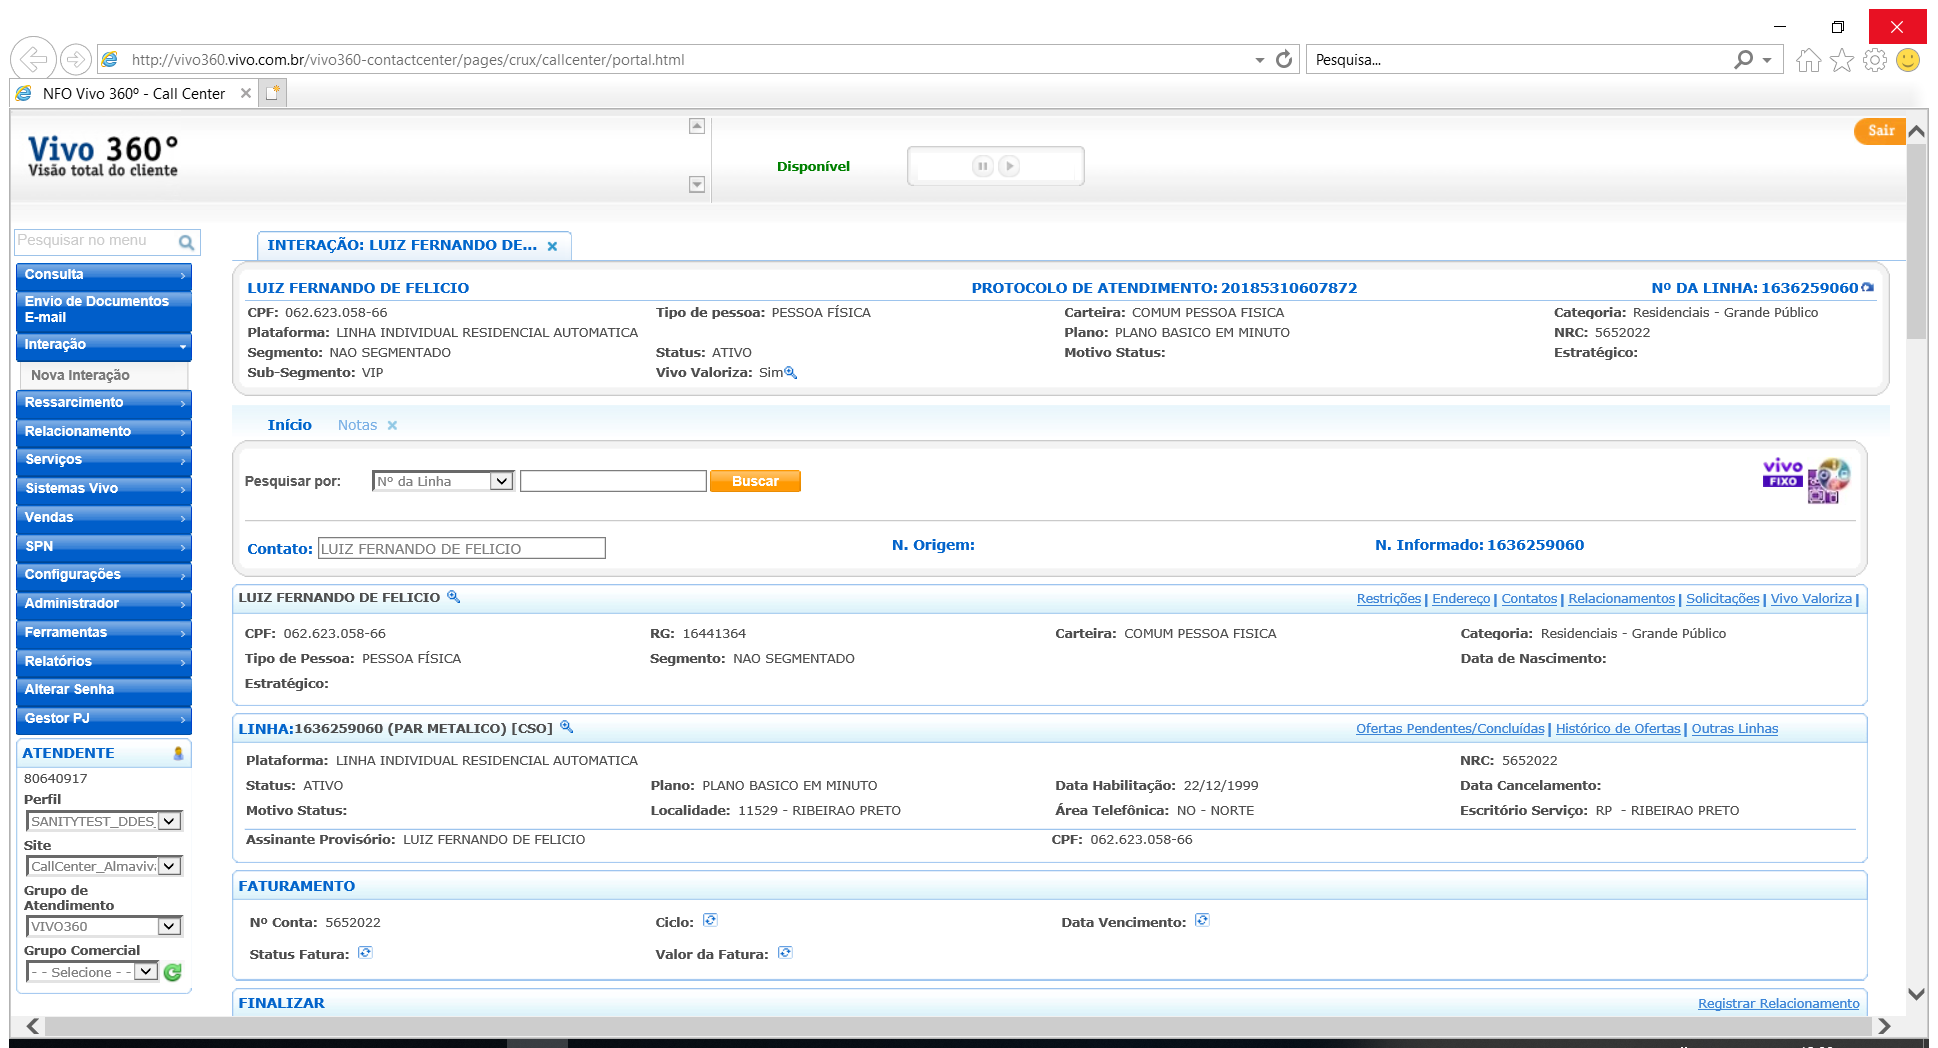 http://vivo360.vivo.com.br/vivo360-contactcenter/pages/crux/callcenter/portal.html
Pesquisa...
NFO Vivo 360º - Call Center
Vivo 360°
Visão total do cliente
Disponível
Sair
Pesquisar no menu
Consulta
Envio de Documentos
E-mail
Interação
Nova Interação
Ressarcimento
Relacionamento
Serviços
Sistemas Vivo
Vendas
SPN
Configurações
Administrador
Ferramentas
Relatórios
Alterar Senha
Gestor PJ
ATENDENTE
80640917
Perfil
SANITYTEST_DDES_
Site
CallCenter_Almaviv
Grupo de
Atendimento
VIVO360
Grupo Comercial
- - Selecione - -
INTERAÇÃO: LUIZ FERNANDO DE...
LUIZ FERNANDO DE FELICIO PROTOCOLO DE ATENDIMENTO: 20185310607872 Nº DA LINHA: 1636259060
CPF: 062.623.058-66 Tipo de pessoa: PESSOA FÍSICA Carteira: COMUM PESSOA FISICA Categoria: Residenciais - Grande Público
Plataforma: LINHA INDIVIDUAL RESIDENCIAL AUTOMATICA Plano: PLANO BASICO EM MINUTO NRC: 5652022
Segmento: NAO SEGMENTADO Status: ATIVO Motivo Status: Estratégico:
Sub-Segmento: VIP Vivo Valoriza: Sim
Início Notas
Pesquisar por: Nº da Linha Buscar
vivo
FIXO
Contato: LUIZ FERNANDO DE FELICIO N. Origem: N. Informado: 1636259060
LUIZ FERNANDO DE FELICIO Restrições | Endereço | Contatos | Relacionamentos | Solicitações | Vivo Valoriza |
CPF: 062.623.058-66 RG: 16441364 Carteira: COMUM PESSOA FISICA Categoria: Residenciais - Grande Público
Tipo de Pessoa: PESSOA FÍSICA Segmento: NAO SEGMENTADO Data de Nascimento:
Estratégico:
LINHA:1636259060 (PAR METALICO) [CSO] Ofertas Pendentes/Concluídas | Histórico de Ofertas | Outras Linhas
Plataforma: LINHA INDIVIDUAL RESIDENCIAL AUTOMATICA NRC: 5652022
Status: ATIVO Plano: PLANO BASICO EM MINUTO Data Habilitação: 22/12/1999 Data Cancelamento:
Motivo Status: Localidade: 11529 - RIBEIRAO PRETO Área Telefônica: NO - NORTE Escritório Serviço: RP - RIBEIRAO PRETO
Assinante Provisório: LUIZ FERNANDO DE FELICIO CPF: 062.623.058-66
FATURAMENTO
Nº Conta: 5652022 Ciclo: Data Vencimento:
Status Fatura: Valor da Fatura:
FINALIZAR Registrar Relacionamento